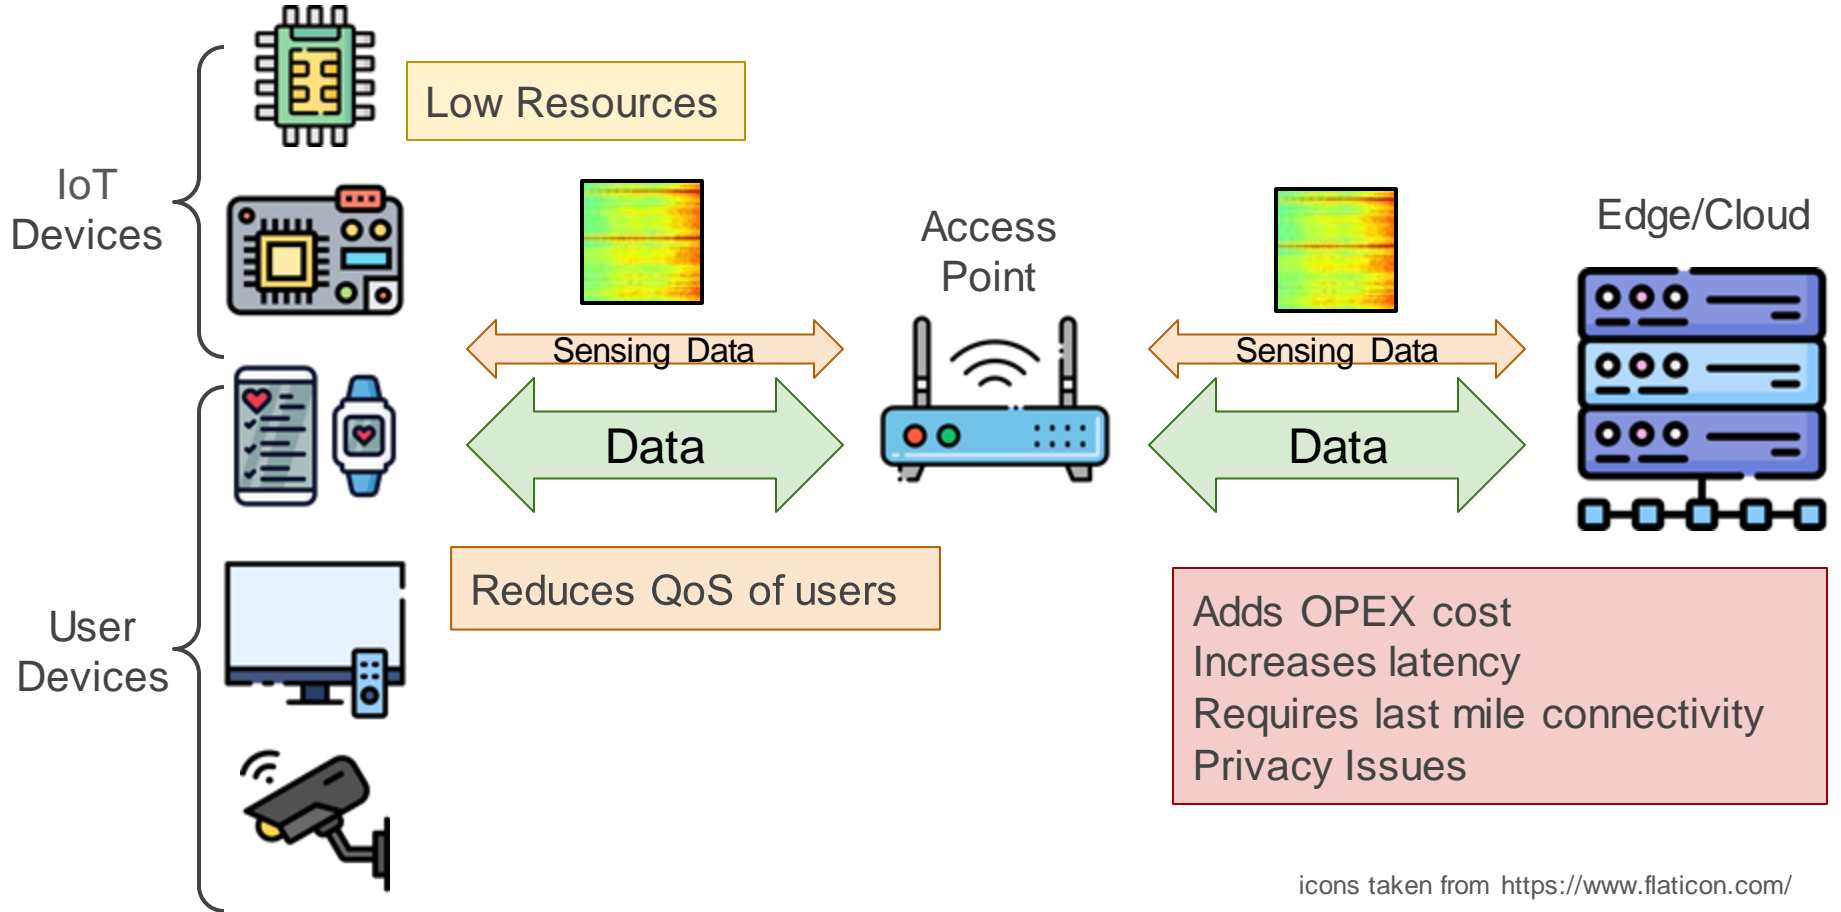 Low Resources
IoT
Devices
Access
Point
Edge/Cloud
Sensing Data
Sensing Data
Data
Data
Reduces QoS of users
User
Devices
Adds OPEX cost
Increases latency
Requires last mile connectivity
Privacy Issues
icons taken from https://www.flaticon.com/